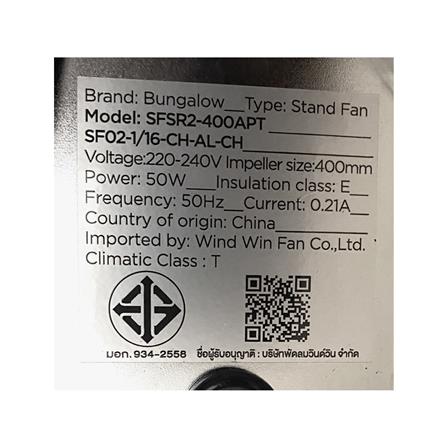 Brand: Bungalow__Type: Stand Fan
Model: SFSR2-400APT
SF02-1/16-CH-AL-CH
Voltage:220-240V Impeller size:400mm
Power: 50W____Insulation class: E__
Frequency: 50Hz__Current: 0.21A__
Country of origin: China
Imported by: Wind Win Fan Co.,Ltd.
Climatic Class : T
มอก. 934-2558 ชื่อผู้รับอนุญาติ : บริษัทพัดลมวินด์วิน จำกัด